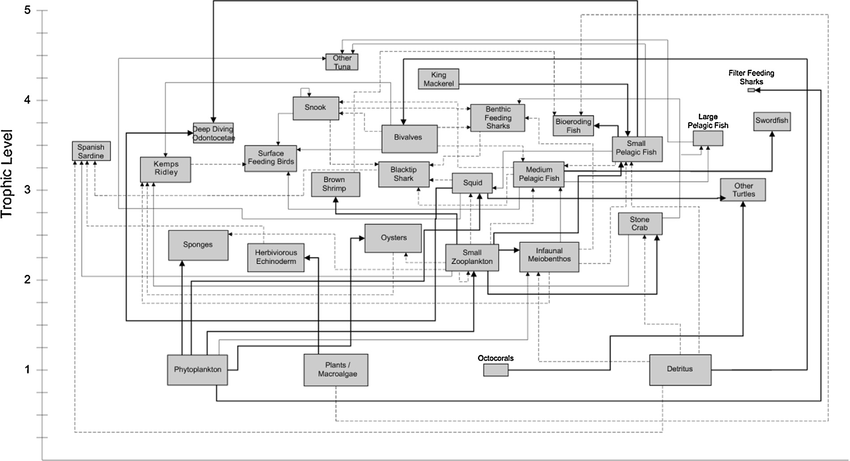 5
Other
Tuna
King
Mackerel
Filter Feeding
Sharks
4
Snook
Benthic
Feeding
Sharks
Bioeroding
Fish
Large
Pelagic Fish
Swordfish
Deep Diving
Odontocetae
Bivalves
Small
Pelagic Fish
Spanish
Sardine
Kemps
Ridley
Surface
Feeding Birds
Blacktip
Shark
Medium
Pelagic Fish
Brown
Shrimp
Squid
Other
Turtles
3
Trophic Level
Stone
Crab
Sponges
Oysters
Herbiviorous
Echinoderm
Small
Zooplankton
Infaunal
Meiobenthos
2
Octocorals
1
Phytoplankton
Plants /
Macroalgae
Detritus